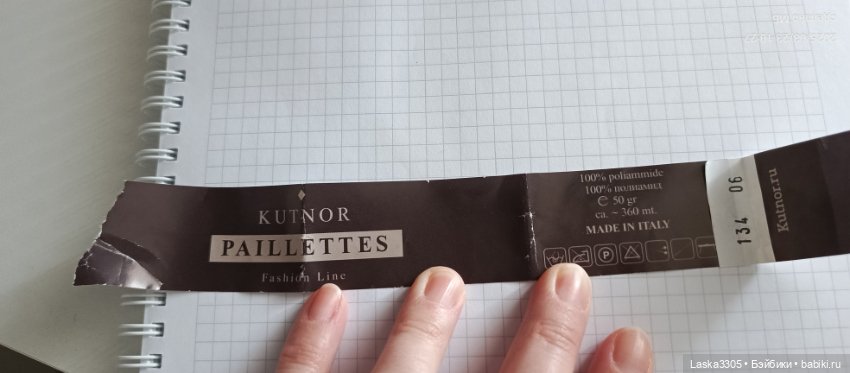 KUTNOR
PAILLETTES
Fashion Line
100% poliammide
100% полиамид
e 50 gr
ca. ~ 360 mt.
MADE IN ITALY
P
134 06
Kutnor.ru
Laska3305 • Бэйбики • babiki.ru